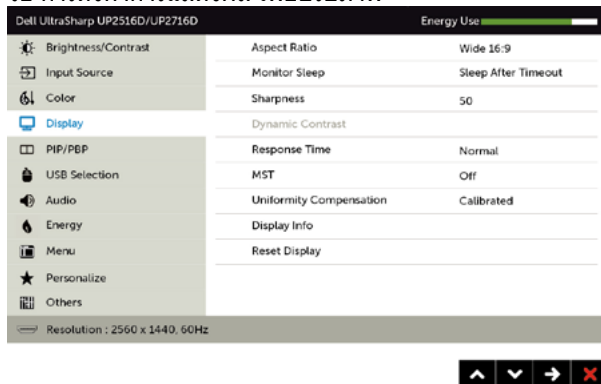 Dell UltraSharp UP2516D/UP2716D Energy Use
Brightness/Contrast Aspect Ratio Wide 16:9
Input Source Monitor Sleep Sleep After Timeout
Color Sharpness 50
Display Dynamic Contrast
PIP/PBP Response Time Normal
USB Selection MST Off
Audio Uniformity Compensation Calibrated
Energy Display Info
Menu Reset Display
Personalize
Others
Resolution : 2560 x 1440, 60Hz